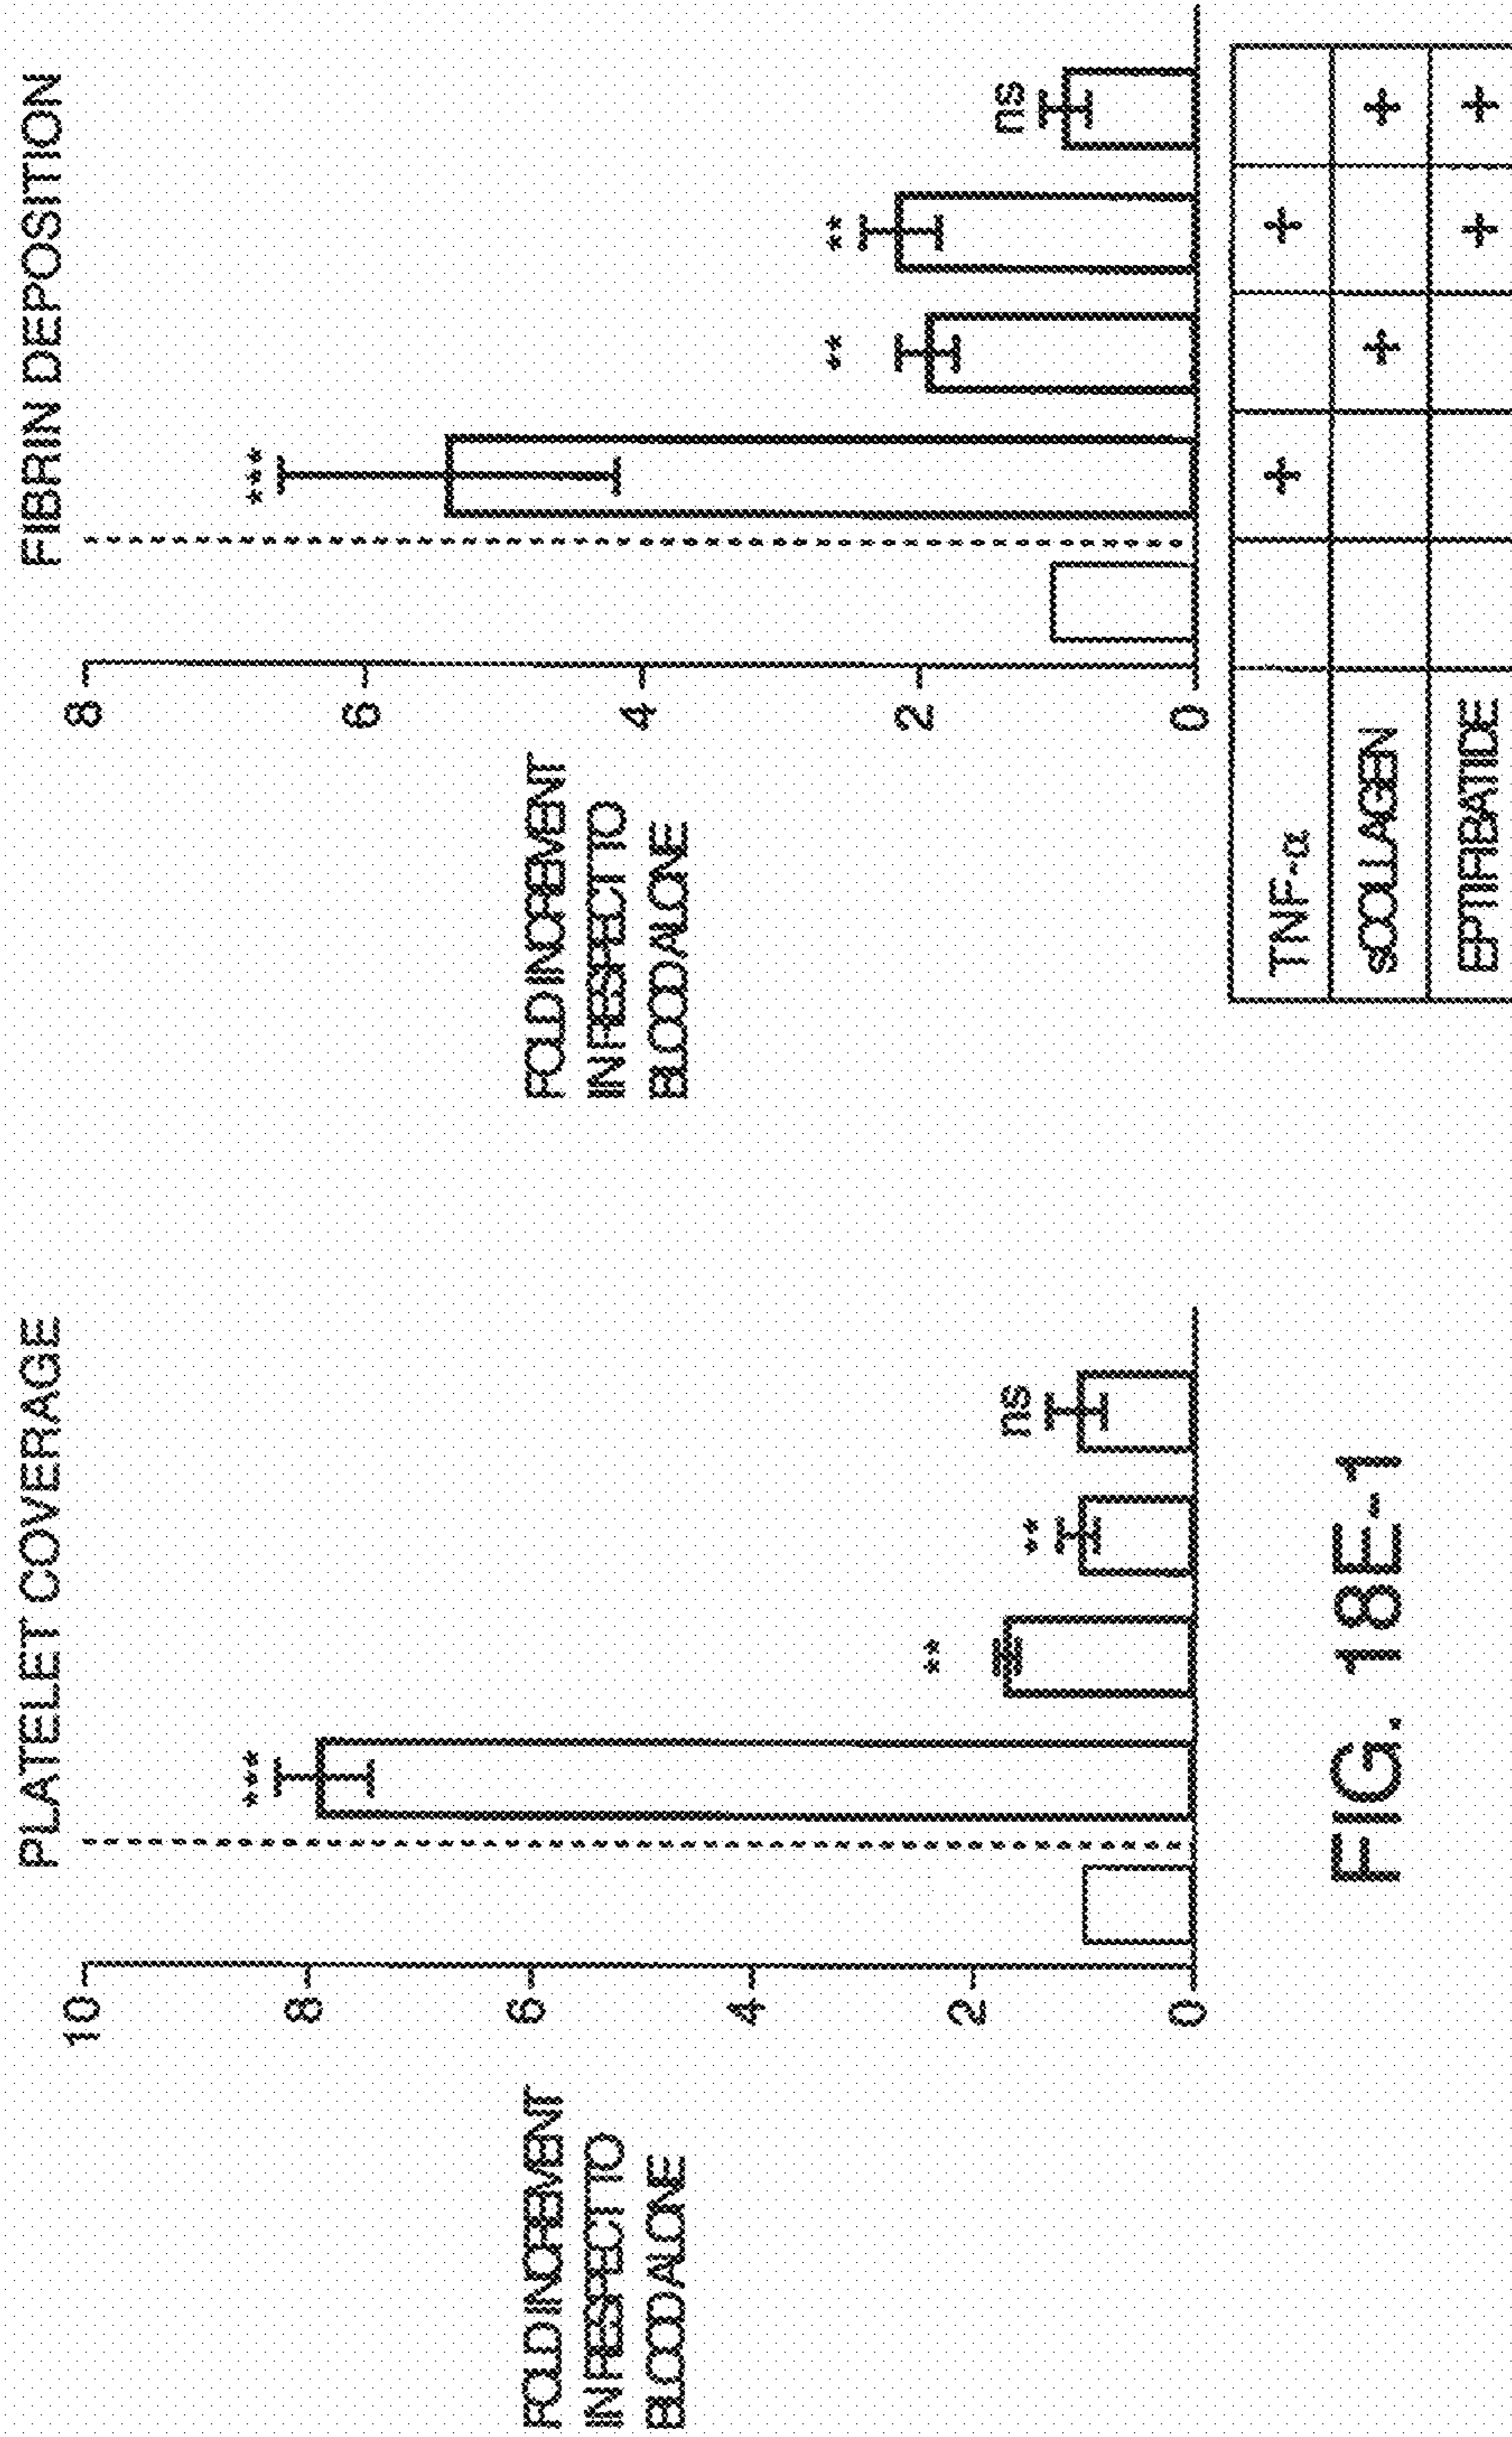 PLATELET COVERAGE
10
8
6
4
2
0
FOLD INCREMENT
IN RESPECT TO
BLOOD ALONE
***
**
**
ns
FIBRIN DEPOSITION
8
6
4
2
0
FOLD INCREMENT
IN RESPECT TO
BLOOD ALONE
***
**
**
ns
TNF-α + +
sCOLLAGEN + +
EPTIFIBATIDE + +
FIG. 18E-1